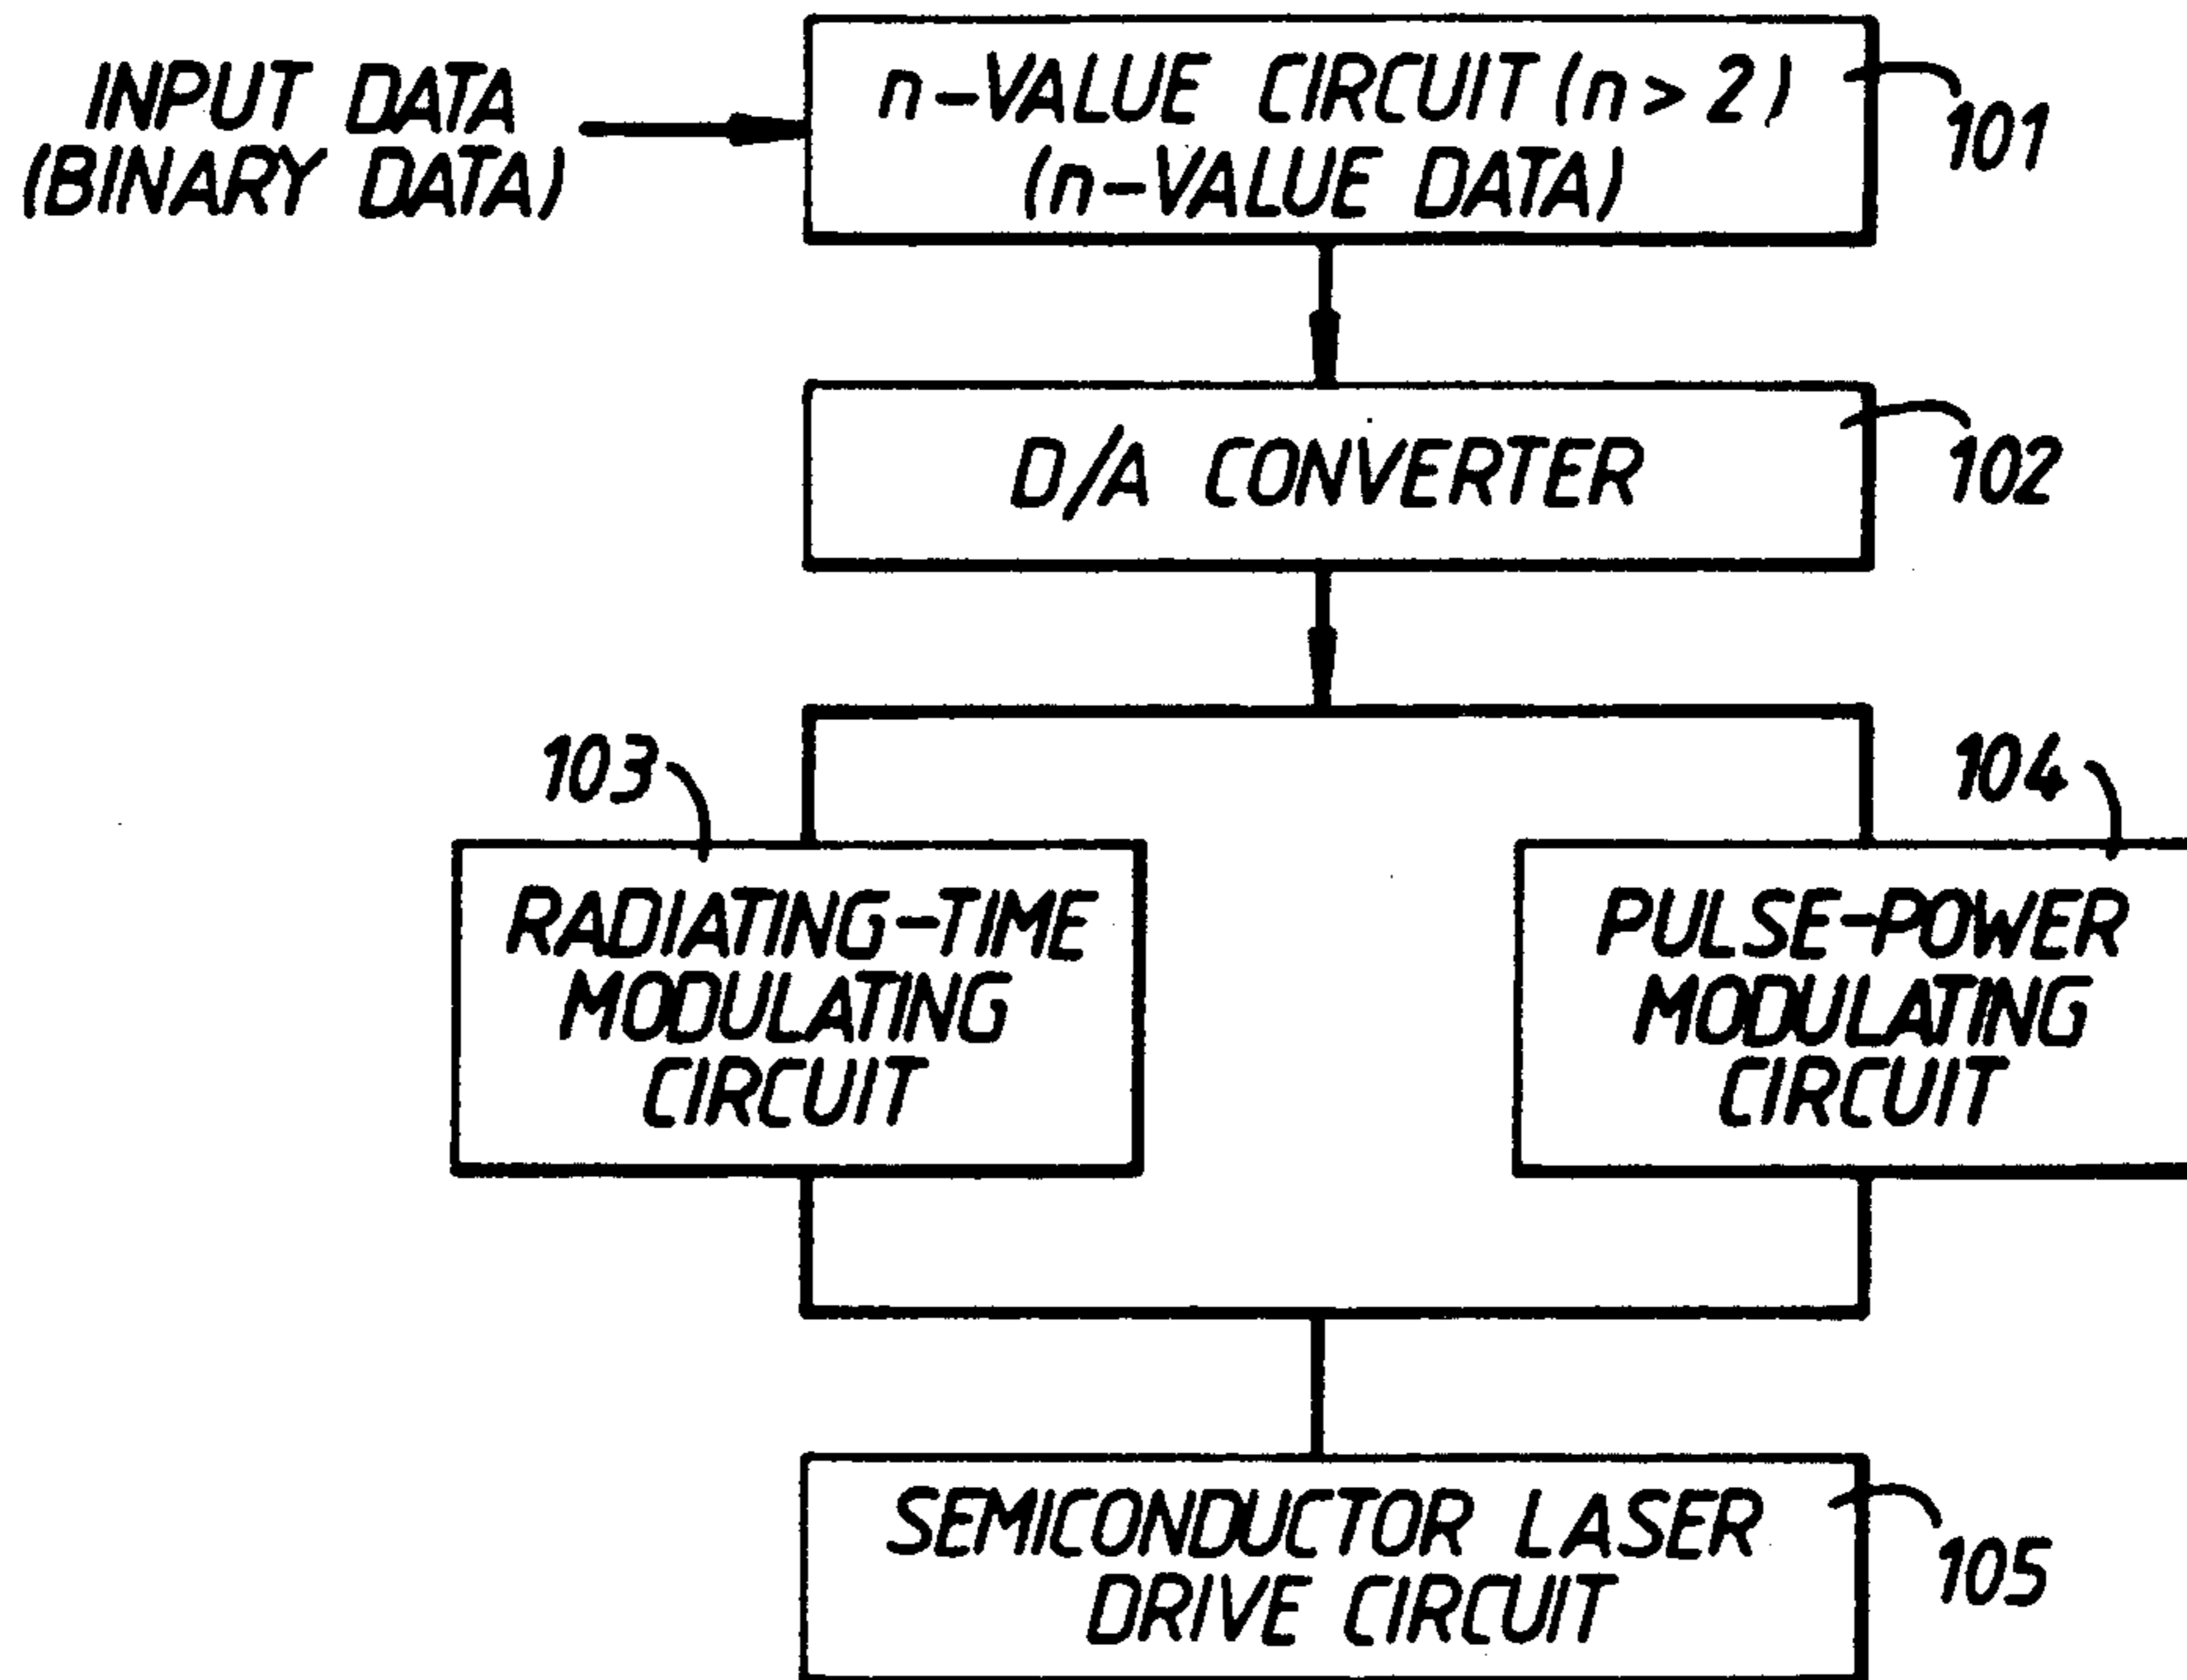 INPUT DATA
(BINARY DATA)
n-VALUE CIRCUIT (n > 2)
(n-VALUE DATA)
101
D/A CONVERTER
102
103
104
RADIATING-TIME
MODULATING
CIRCUIT
PULSE-POWER
MODULATING
CIRCUIT
SEMICONDUCTOR LASER
DRIVE CIRCUIT
105